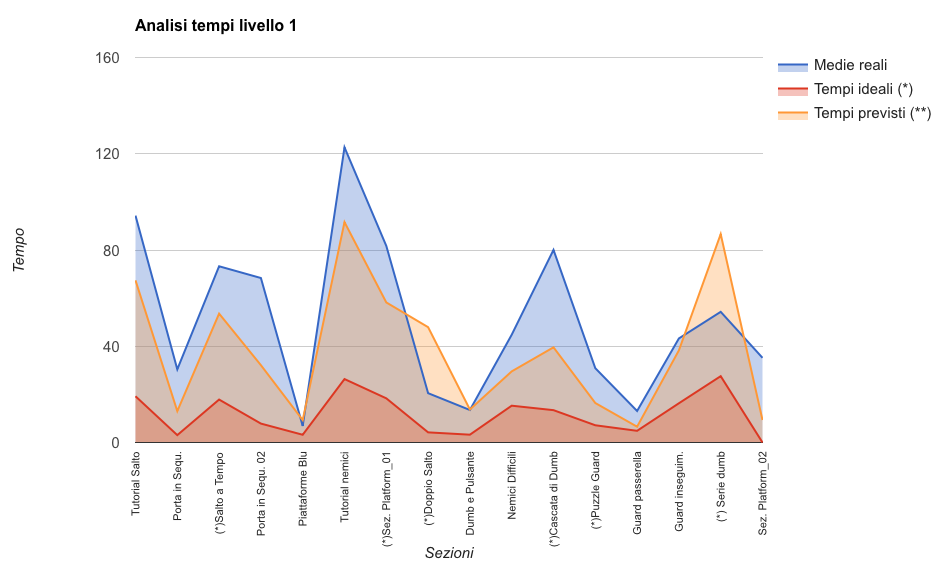 Analisi tempi livello 1
160
120
80
40
0
Tempo
Medie reali
Tempi ideali (*)
Tempi previsti (**)
Tutorial Salto
Porta in Sequ.
(*)Salto a Tempo
Porta in Sequ. 02
Piattaforme Blu
Tutorial nemici
(*)Sez. Platform_01
(*)Doppio Salto
Dumb e Pulsante
Nemici Difficili
(*)Cascata di Dumb
(*)Puzzle Guard
Guard passerella
Guard inseguim.
(*) Serie dumb
Sez. Platform_02
Sezioni